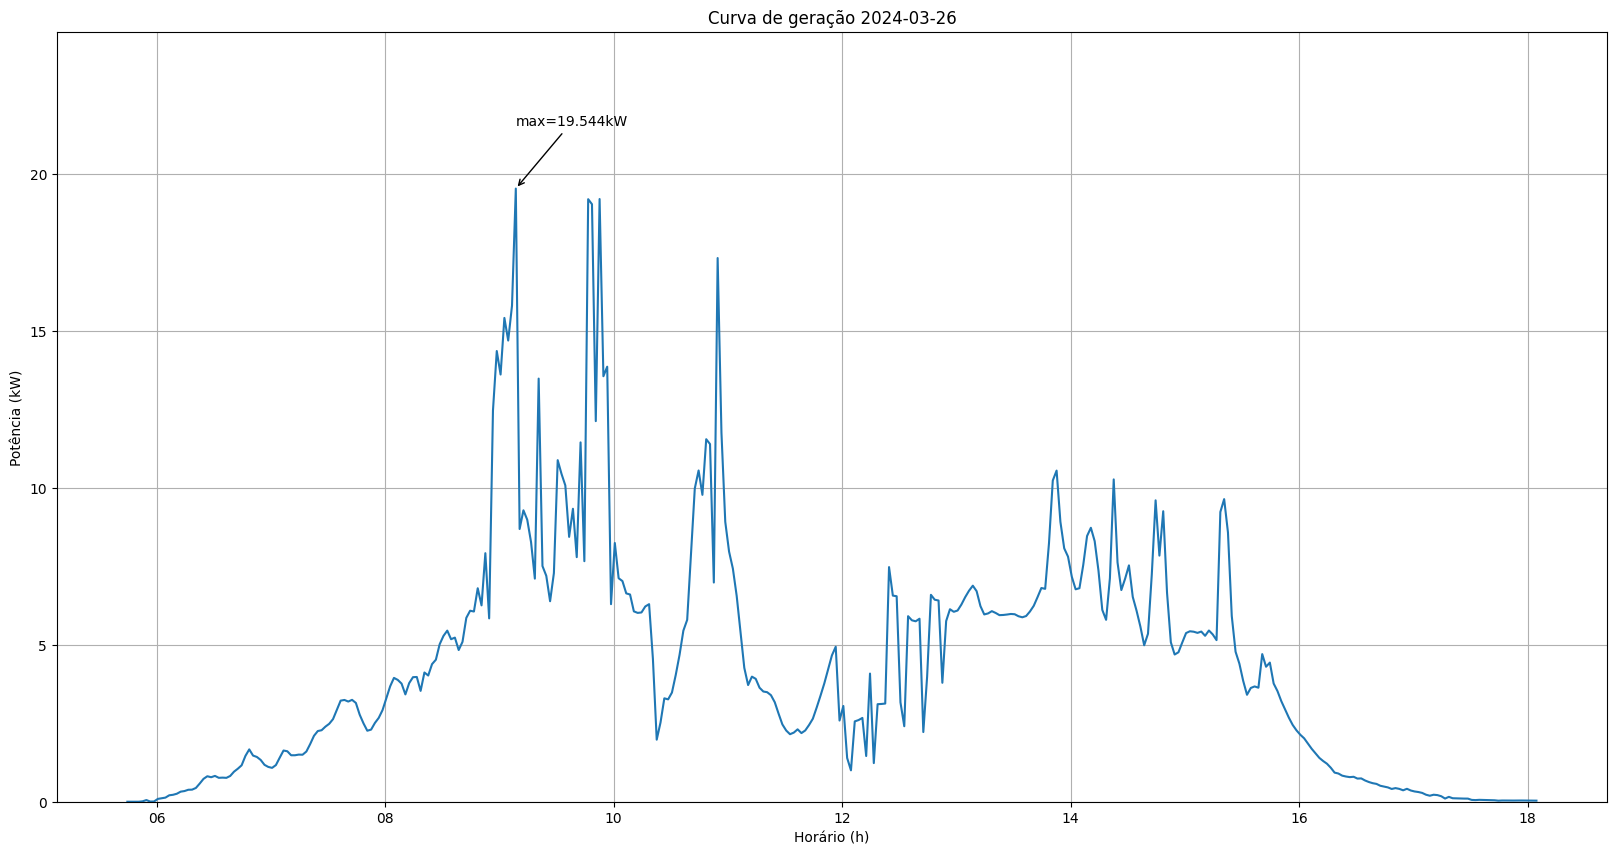 Curva de geração 2024-03-26
max=19.544kW
20
15
10
5
0
Potência (kW)
06 08 10 12 14 16 18
Horário (h)